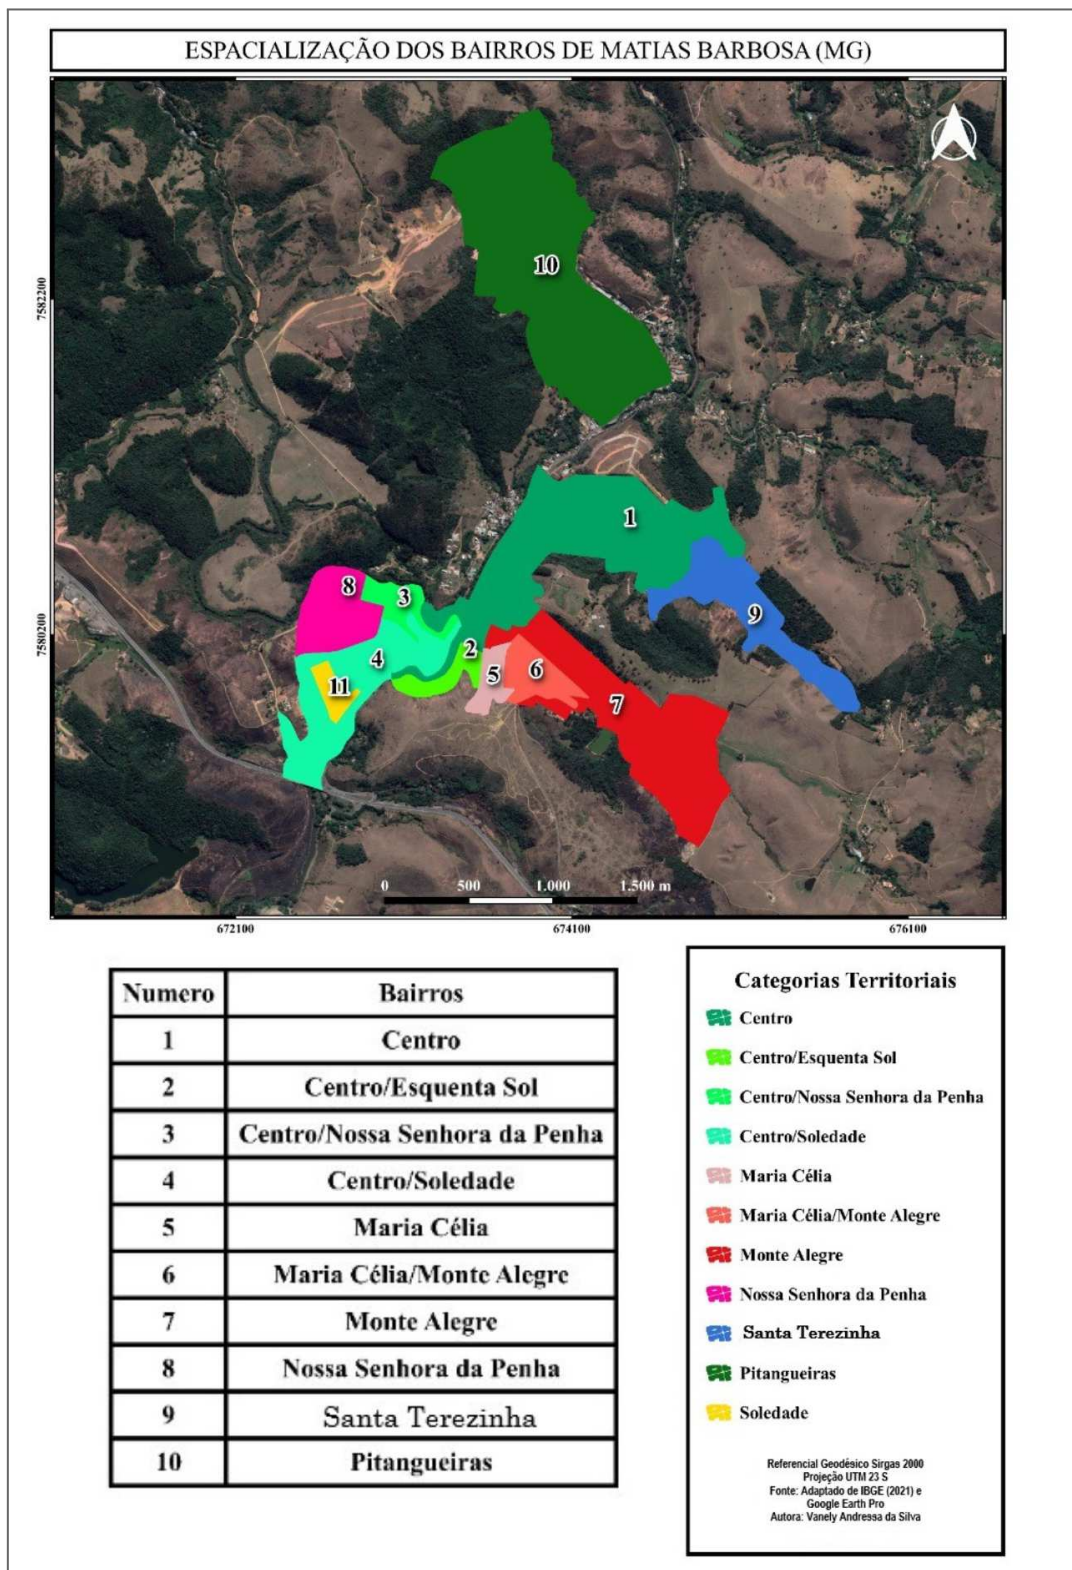 ESPACIALIZAÇÃO DOS BAIRROS DE MATIAS BARBOSA (MG)
10
7582200
1
8
3
9
7580200
2
4
5
6
11
7
0 500 1.000 1.500 m
672100 674100 676100
Numero Bairros
1 Centro
2 Centro/Esquenta Sol
3 Centro/Nossa Senhora da Penha
4 Centro/Soledade
5 Maria Célia
6 Maria Célia/Monte Alegre
7 Monte Alegre
8 Nossa Senhora da Penha
9 Santa Terezinha
10 Pitangueiras
Categorias Territoriais
Centro
Centro/Esquenta Sol
Centro/Nossa Senhora da Penha
Centro/Soledade
Maria Célia
Maria Célia/Monte Alegre
Monte Alegre
Nossa Senhora da Penha
Santa Terezinha
Pitangueiras
Soledade
Referencial Geodésico Sirgas 2000
Projeção UTM 23 S
Fonte: Adaptado de IBGE (2021) e
Google Earth Pro
Autora: Vanely Andressa da Silva